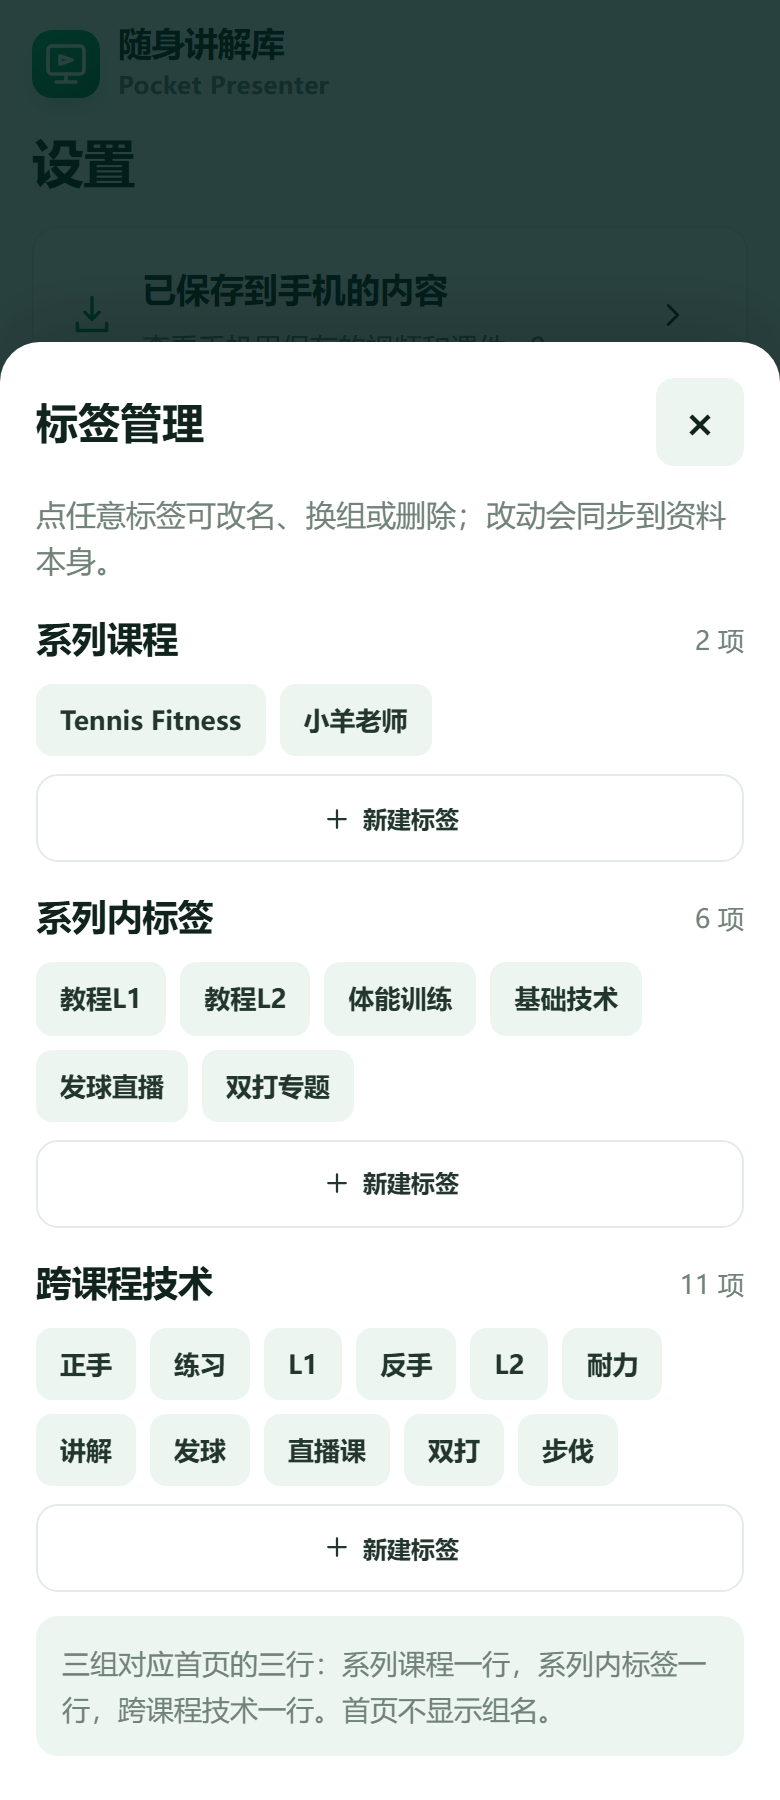 随身讲解库
Pocket Presenter
设置
已保存到手机的内容
标签管理
×
点任意标签可改名、换组或删除；改动会同步到资料
本身。
系列课程 2 项
Tennis Fitness 小羊老师
＋ 新建标签
系列内标签 6 项
教程L1 教程L2 体能训练 基础技术
发球直播 双打专题
＋ 新建标签
跨课程技术 11 项
正手 练习 L1 反手 L2 耐力
讲解 发球 直播课 双打 步伐
＋ 新建标签
三组对应首页的三行：系列课程一行，系列内标签一
行，跨课程技术一行。首页不显示组名。